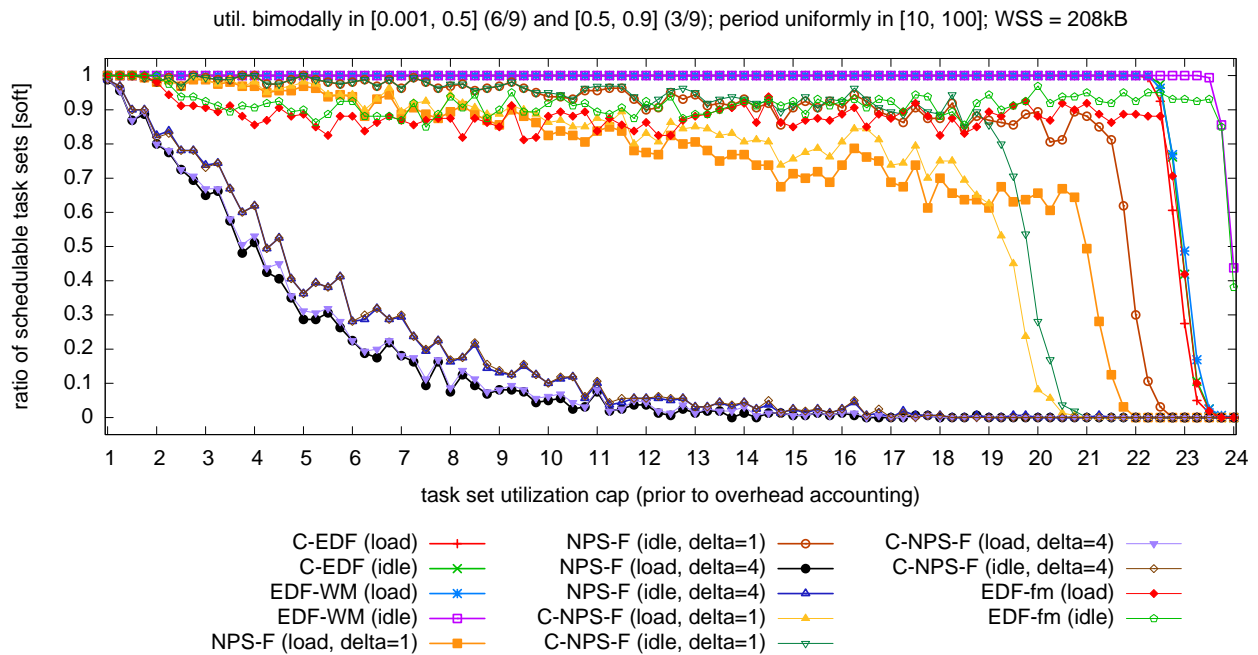 util. bimodally in [0.001, 0.5] (6/9) and [0.5, 0.9] (3/9); period uniformly in [10, 100]; WSS = 208kB
ratio of schedulable task sets [soft]
1
0.9
0.8
0.7
0.6
0.5
0.4
0.3
0.2
0.1
0
1 2 3 4 5 6 7 8 9 10 11 12 13 14 15 16 17 18 19 20 21 22 23 24
task set utilization cap (prior to overhead accounting)
C-EDF (load)
C-EDF (idle)
EDF-WM (load)
EDF-WM (idle)
NPS-F (load, delta=1)
NPS-F (idle, delta=1)
NPS-F (load, delta=4)
NPS-F (idle, delta=4)
C-NPS-F (load, delta=1)
C-NPS-F (idle, delta=1)
C-NPS-F (load, delta=4)
C-NPS-F (idle, delta=4)
EDF-fm (load)
EDF-fm (idle)